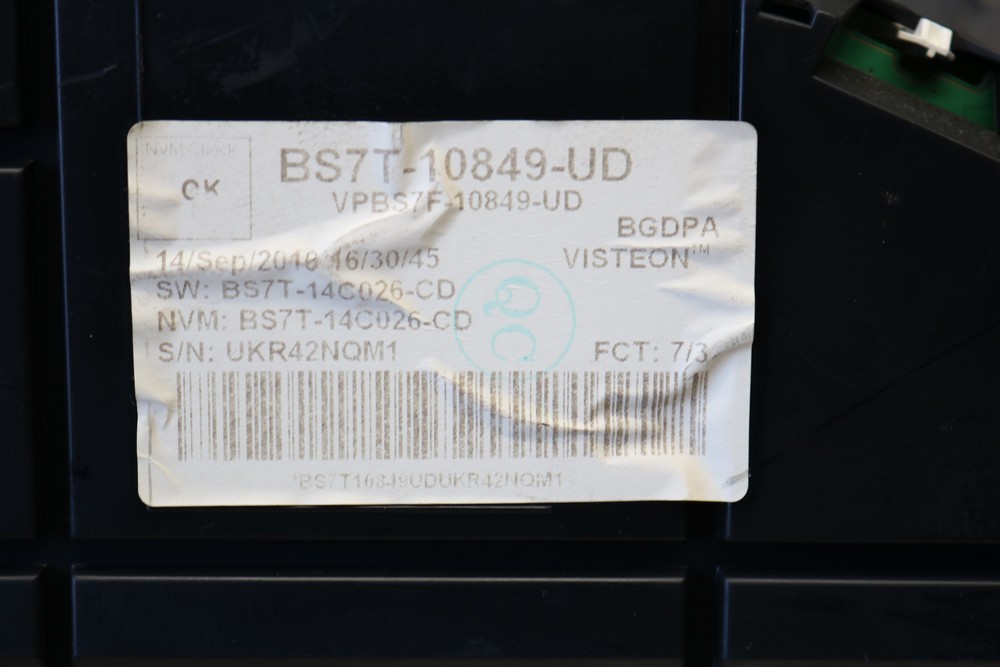 NVM Check
OK
BS7T-10849-UD
VPBS7F-10849-UD
BGDPA
14/Sep/2010 16/30/45
VISTEON™
SW: BS7T-14C026-CD
NVM: BS7T-14C026-CD
QC
S/N: UKR42NQM1
FCT: 7/3
*BS7T10849UDUKR42NQM1